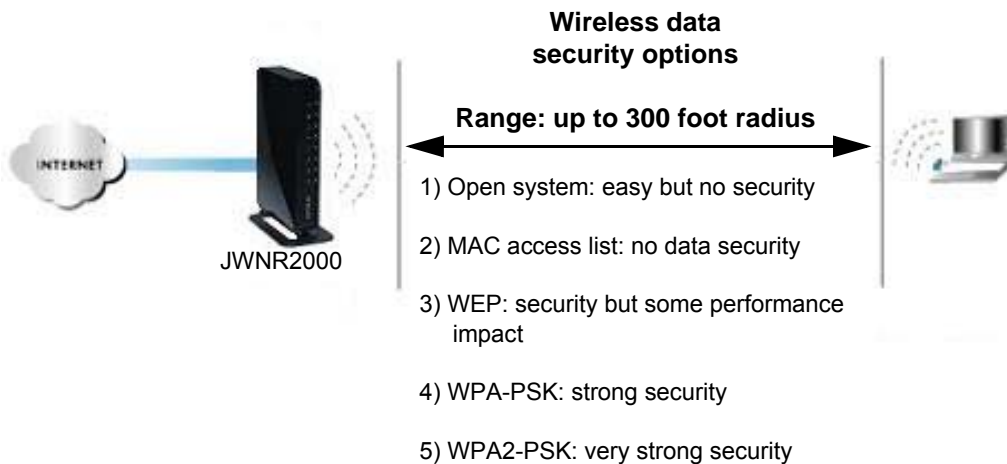 Wireless data
security options
Range: up to 300 foot radius
INTERNET
JWNR2000
1) Open system: easy but no security
2) MAC access list: no data security
3) WEP: security but some performance
impact
4) WPA-PSK: strong security
5) WPA2-PSK: very strong security